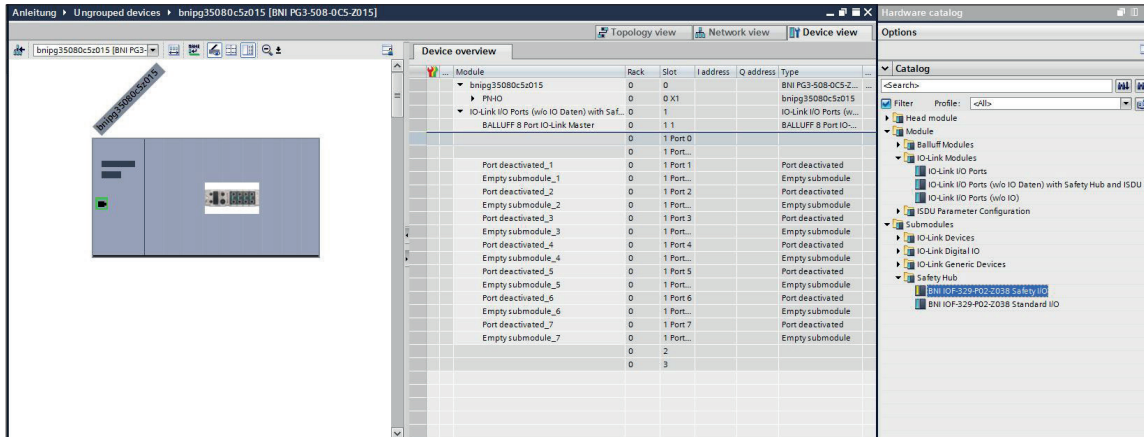 Anleitung ▸ Ungrouped devices ▸ bnipg35080c5z015 [BNI PG3-508-0C5-Z015]
Topology view Network view Device view
bnipg35080c5z015 [BNI PG3-
bnipg35080c5z015
Device overview
... Module Rack Slot I address Q address Type ...
bnipg35080c5z015 0 0 BNI PG3-508-0C5-Z... ...
PN-IO 0 0 X1 bnipg35080c5z015
IO-Link I/O Ports (w/o IO Daten) with Saf... 0 1 IO-Link I/O Ports (w...
BALLUFF 8 Port IO-Link Master 0 1 1 BALLUFF 8 Port IO-...
0 1 Port 0
0 1 Port...
Port deactivated_1 0 1 Port 1 Port deactivated
Empty submodule_1 0 1 Port... Empty submodule
Port deactivated_2 0 1 Port 2 Port deactivated
Empty submodule_2 0 1 Port... Empty submodule
Port deactivated_3 0 1 Port 3 Port deactivated
Empty submodule_3 0 1 Port... Empty submodule
Port deactivated_4 0 1 Port 4 Port deactivated
Empty submodule_4 0 1 Port... Empty submodule
Port deactivated_5 0 1 Port 5 Port deactivated
Empty submodule_5 0 1 Port... Empty submodule
Port deactivated_6 0 1 Port 6 Port deactivated
Empty submodule_6 0 1 Port... Empty submodule
Port deactivated_7 0 1 Port 7 Port deactivated
Empty submodule_7 0 1 Port... Empty submodule
0 2
0 3
Hardware catalog
Options
Catalog
<Search>
Filter Profile: <All>
Head module
Module
Balluff Modules
IO-Link Modules
IO-Link I/O Ports
IO-Link I/O Ports (w/o IO Daten) with Safety Hub and ISDU
IO-Link I/O Ports (w/o IO)
ISDU Parameter Configuration
Submodules
IO-Link Devices
IO-Link Digital IO
IO-Link Generic Devices
Safety Hub
BNI IOF-329-P02-Z038 Safety I/O
BNI IOF-329-P02-Z038 Standard I/O